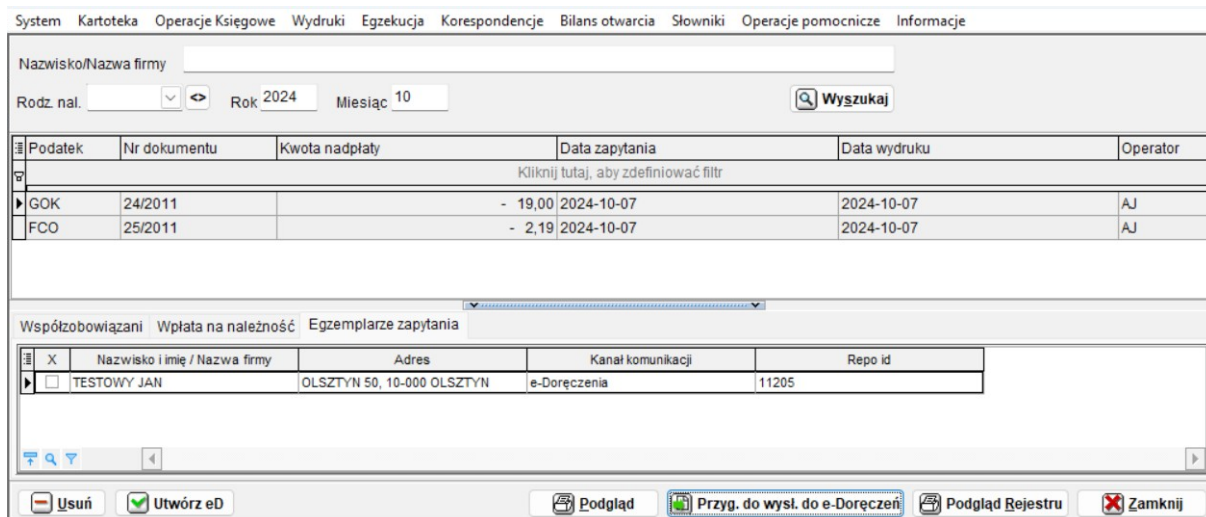 System Kartoteka Operacje Księgowe Wydruki Egzekucja Korespondencje Bilans otwarcia Słowniki Operacje pomocnicze Informacje
Nazwisko/Nazwa firmy
Rodz. nal. <> Rok 2024 Miesiąc 10 Wyszukaj
Podatek Nr dokumentu Kwota nadpłaty Data zapytania Data wydruku Operator
Kliknij tutaj, aby zdefiniować filtr
GOK 24/2011 - 19,00 2024-10-07 2024-10-07 AJ
FCO 25/2011 - 2,19 2024-10-07 2024-10-07 AJ
Współzobowiązani Wpłata na należność Egzemplarze zapytania
X Nazwisko i imię / Nazwa firmy Adres Kanał komunikacji Repo id
TESTOWY JAN OLSZTYN 50, 10-000 OLSZTYN e-Doręczenia 11205
Usuń Utwórz eD Podgląd Przyg. do wysł. do e-Doręczeń Podgląd Rejestru Zamknij